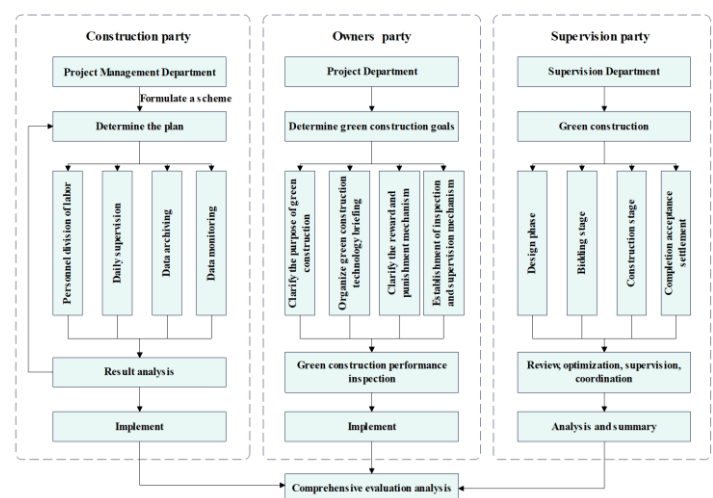 Construction party
Project Management Department
Formulate a scheme
Determine the plan
Personnel division of labor
Daily supervision
Data archiving
Data monitoring
Result analysis
Implement
Owners party
Project Department
Determine green construction goals
Clarify the purpose of green
construction
Organize green construction
technology briefing
Clarify the reward and
punishment mechanism
Establishment of inspection
and supervision mechanism
Green construction performance
inspection
Implement
Supervision party
Supervision Department
Green construction
Design phase
Bidding stage
Construction stage
Completion acceptance
settlement
Review, optimization, supervision,
coordination
Analysis and summary
Comprehensive evaluation analysis